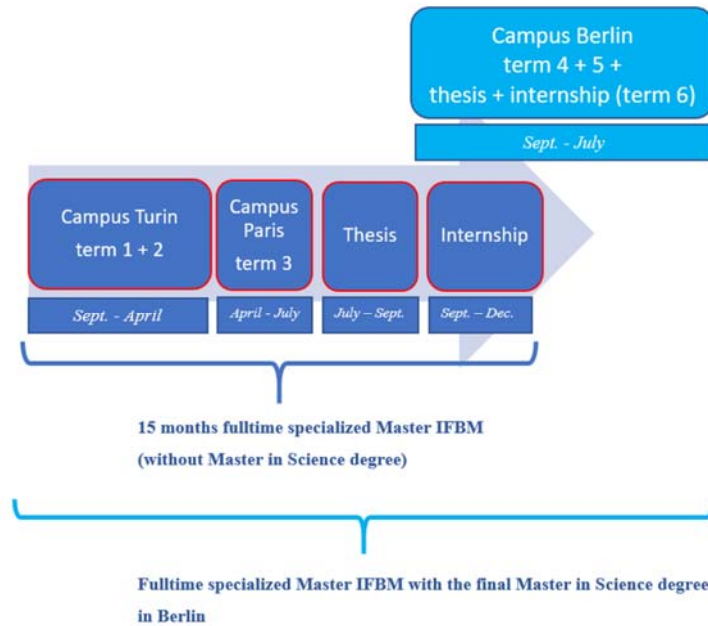 Campus Berlin
term 4 + 5 +
thesis + internship (term 6)
Sept. - July
Campus Turin
term 1 + 2
Campus
Paris
term 3
Thesis
Internship
Sept. - April
April - July
July – Sept.
Sept. – Dec.
15 months fulltime specialized Master IFBM
(without Master in Science degree)
Fulltime specialized Master IFBM with the final Master in Science degree
in Berlin